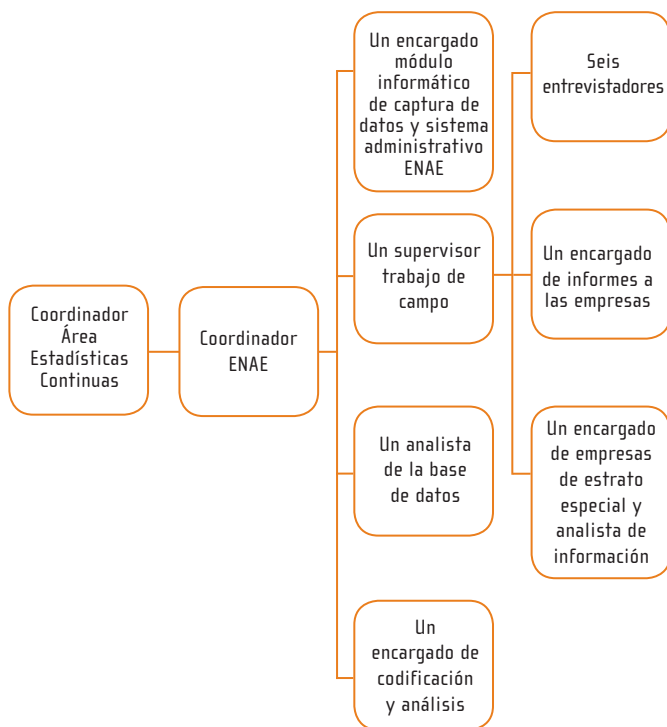 Coordinador
Área
Estadísticas
Continuas
Coordinador
ENAE
Un encargado
módulo
informático
de captura de
datos y sistema
administrativo
ENAE
Un supervisor
trabajo de
campo
Un analista
de la base
de datos
Un
encargado de
codificación
y análisis
Seis
entrevistadores
Un encargado
de informes a
las empresas
Un encargado
de empresas
de estrato
especial y
analista de
información